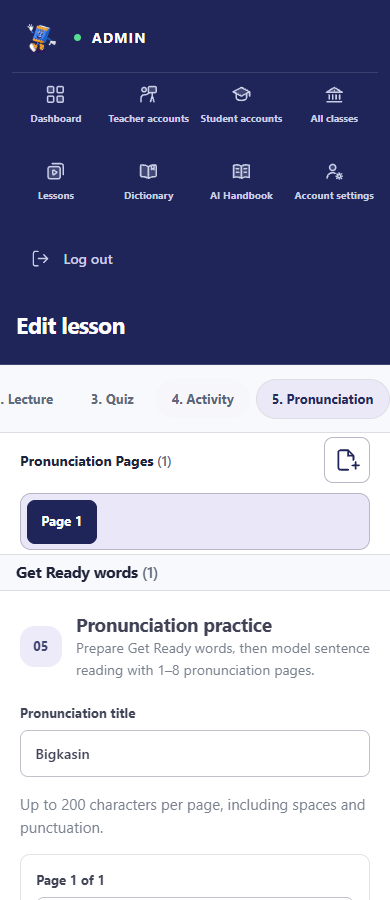 ADMIN
Dashboard
Teacher accounts
Student accounts
All classes
Lessons
Dictionary
AI Handbook
Account settings
Log out
Edit lesson
. Lecture
3. Quiz
4. Activity
5. Pronunciation
Pronunciation Pages (1)
Page 1
Get Ready words (1)
05
Pronunciation practice
Prepare Get Ready words, then model sentence
reading with 1–8 pronunciation pages.
Pronunciation title
Bigkasin
Up to 200 characters per page, including spaces and
punctuation.
Page 1 of 1